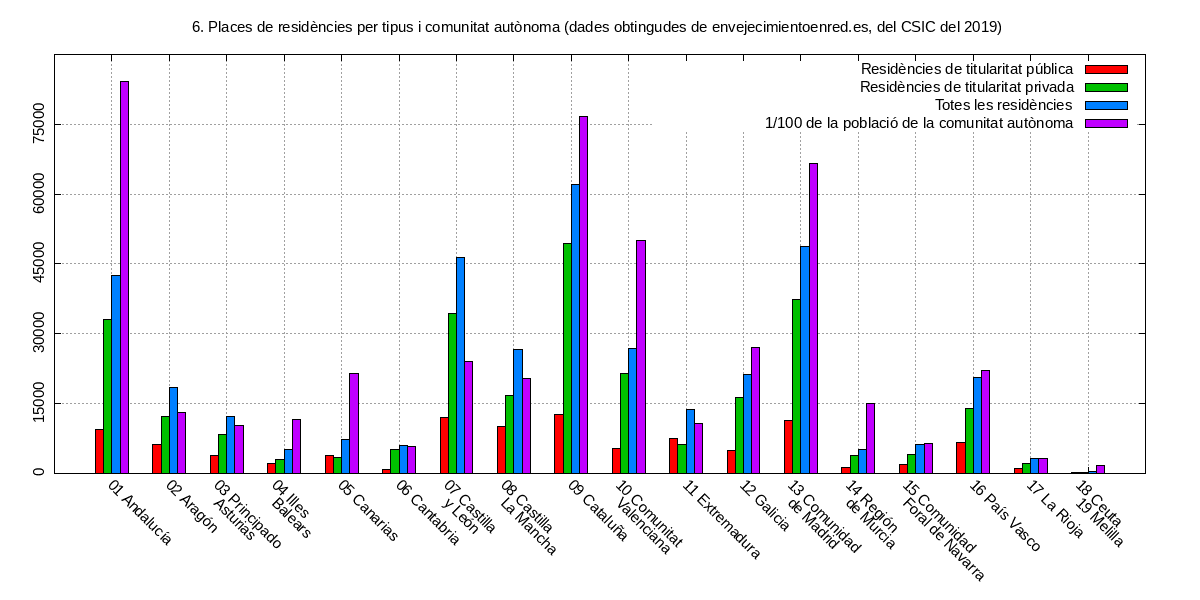 6. Places de residències per tipus i comunitat autònoma (dades obtingudes de envejecimientoenred.es, del CSIC del 2019)
Residències de titularitat pública
Residències de titularitat privada
Totes les residències
1/100 de la població de la comunitat autònoma
75000
60000
45000
30000
15000
0
01 Andalucía
02 Aragón
03 Principado
Asturias
04 Illes
Balears
05 Canarias
06 Cantabria
07 Castilla
y León
08 Castilla
La Mancha
09 Cataluña
10 Comunitat
Valenciana
11 Extremadura
12 Galicia
13 Comunidad
de Madrid
14 Región
de Murcia
15 Comunidad
Foral de Navarra
16 País Vasco
17 La Rioja
18 Ceuta
19 Melilla